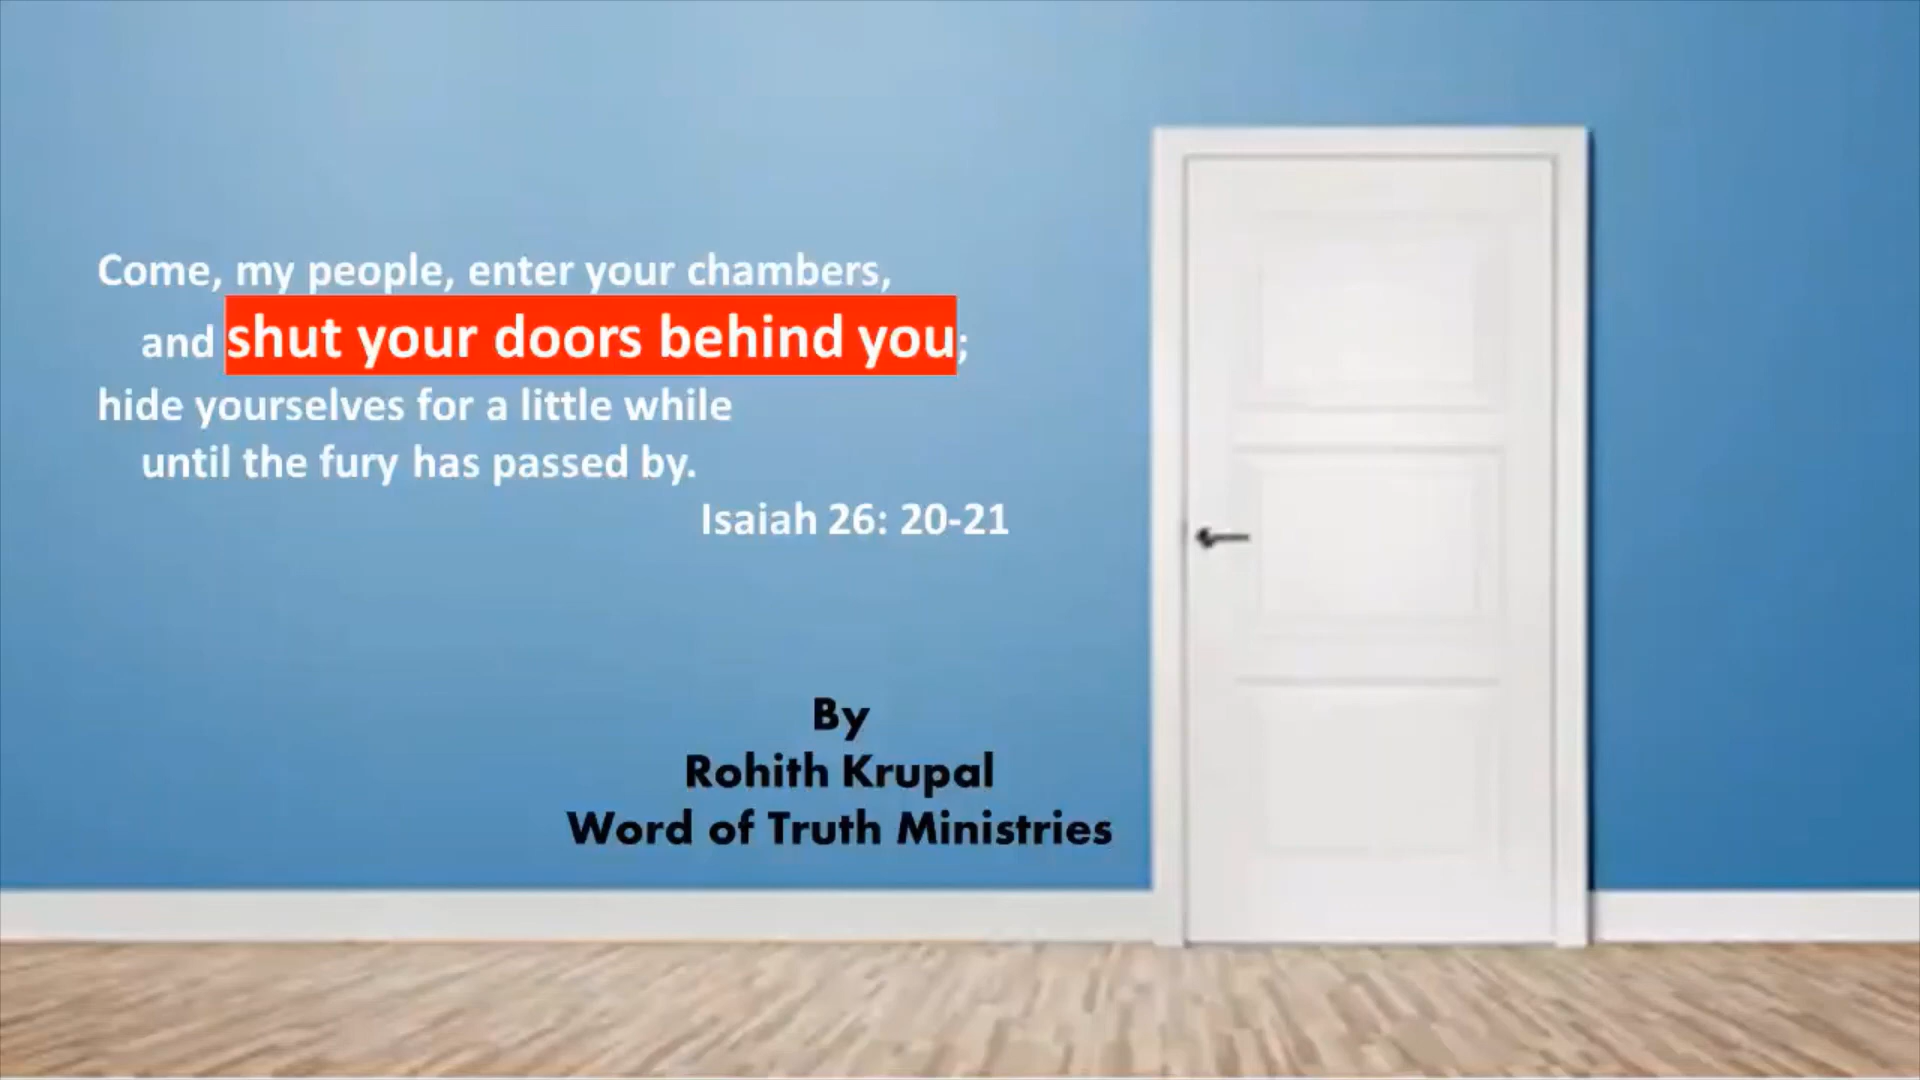 Come, my people, enter your chambers,
and shut your doors behind you;
hide yourselves for a little while
until the fury has passed by.
Isaiah 26: 20-21
By
Rohith Krupal
Word of Truth Ministries